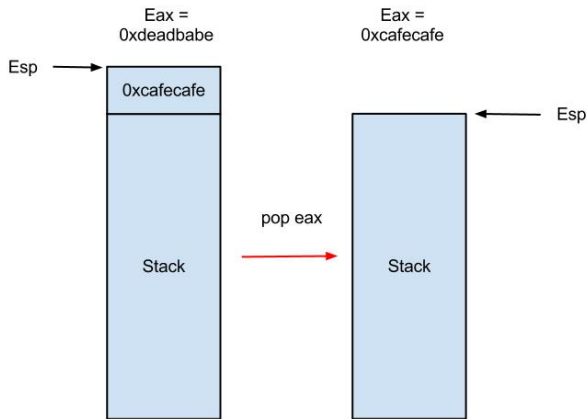 Eax =
0xdeadbabe
Eax =
0xcafecafe
Esp
0xcafecafe
Esp
pop eax
Stack
Stack